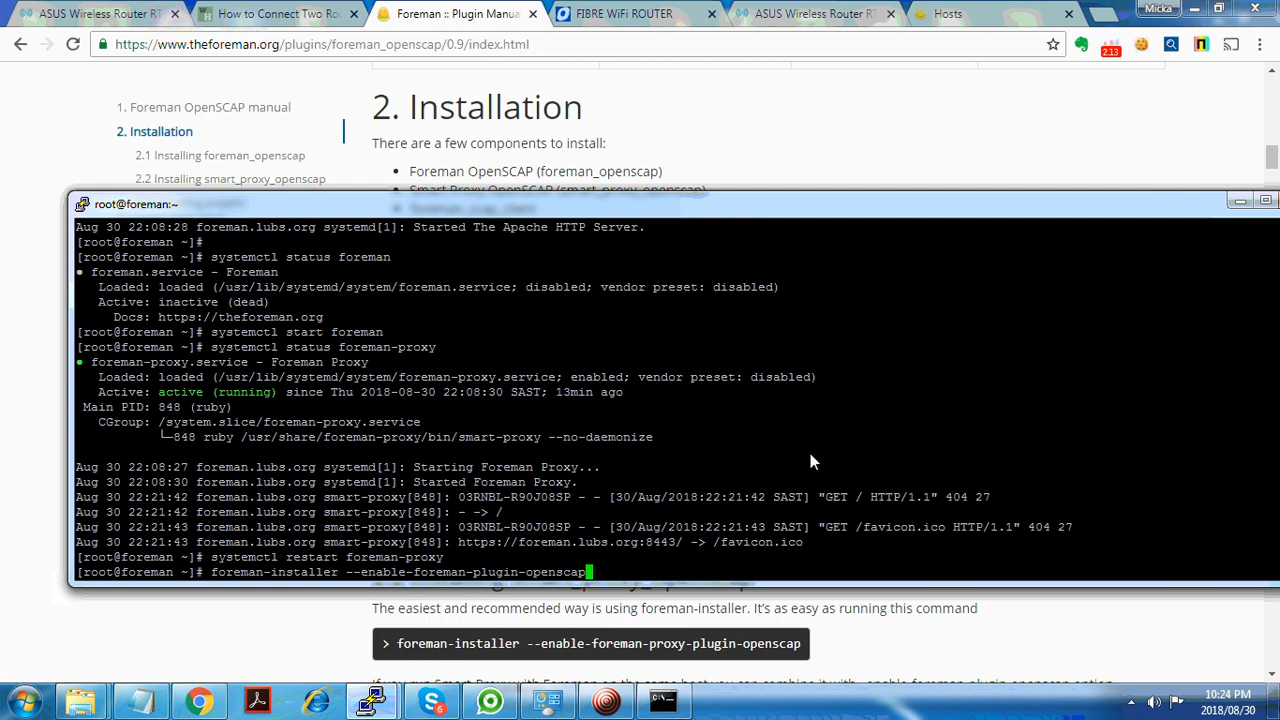 ASUS Wireless Router RT
How to Connect Two Rou
Foreman :: Plugin Manua
FIBRE WiFi ROUTER
ASUS Wireless Router RT
Hosts
Micka
https://www.theforeman.org/plugins/foreman_openscap/0.9/index.html
2.13
1. Foreman OpenSCAP manual
2. Installation
2.1 Installing foreman_openscap
2.2 Installing smart_proxy_openscap
2. Installation
There are a few components to install:
Foreman OpenSCAP (foreman_openscap)
Smart Proxy OpenSCAP (smart_proxy_openscap)
foreman_scap_client
root@foreman:~
Aug 30 22:08:28 foreman.lubs.org systemd[1]: Started The Apache HTTP Server.
[root@foreman ~]#
[root@foreman ~]# systemctl status foreman
● foreman.service - Foreman
Loaded: loaded (/usr/lib/systemd/system/foreman.service; disabled; vendor preset: disabled)
Active: inactive (dead)
Docs: https://theforeman.org
[root@foreman ~]# systemctl start foreman
[root@foreman ~]# systemctl status foreman-proxy
● foreman-proxy.service - Foreman Proxy
Loaded: loaded (/usr/lib/systemd/system/foreman-proxy.service; enabled; vendor preset: disabled)
Active: active (running) since Thu 2018-08-30 22:08:30 SAST; 13min ago
Main PID: 848 (ruby)
CGroup: /system.slice/foreman-proxy.service
└─848 ruby /usr/share/foreman-proxy/bin/smart-proxy --no-daemonize
Aug 30 22:08:27 foreman.lubs.org systemd[1]: Starting Foreman Proxy...
Aug 30 22:08:30 foreman.lubs.org systemd[1]: Started Foreman Proxy.
Aug 30 22:21:42 foreman.lubs.org smart-proxy[848]: 03RNBL-R90J08SP - - [30/Aug/2018:22:21:42 SAST] "GET / HTTP/1.1" 404 27
Aug 30 22:21:42 foreman.lubs.org smart-proxy[848]: - -> /
Aug 30 22:21:43 foreman.lubs.org smart-proxy[848]: 03RNBL-R90J08SP - - [30/Aug/2018:22:21:43 SAST] "GET /favicon.ico HTTP/1.1" 404 27
Aug 30 22:21:43 foreman.lubs.org smart-proxy[848]: https://foreman.lubs.org:8443/ -> /favicon.ico
[root@foreman ~]# systemctl restart foreman-proxy
[root@foreman ~]# foreman-installer --enable-foreman-plugin-openscap
The easiest and recommended way is using foreman-installer. It's as easy as running this command
> foreman-installer --enable-foreman-proxy-plugin-openscap
6
10:24 PM
2018/08/30